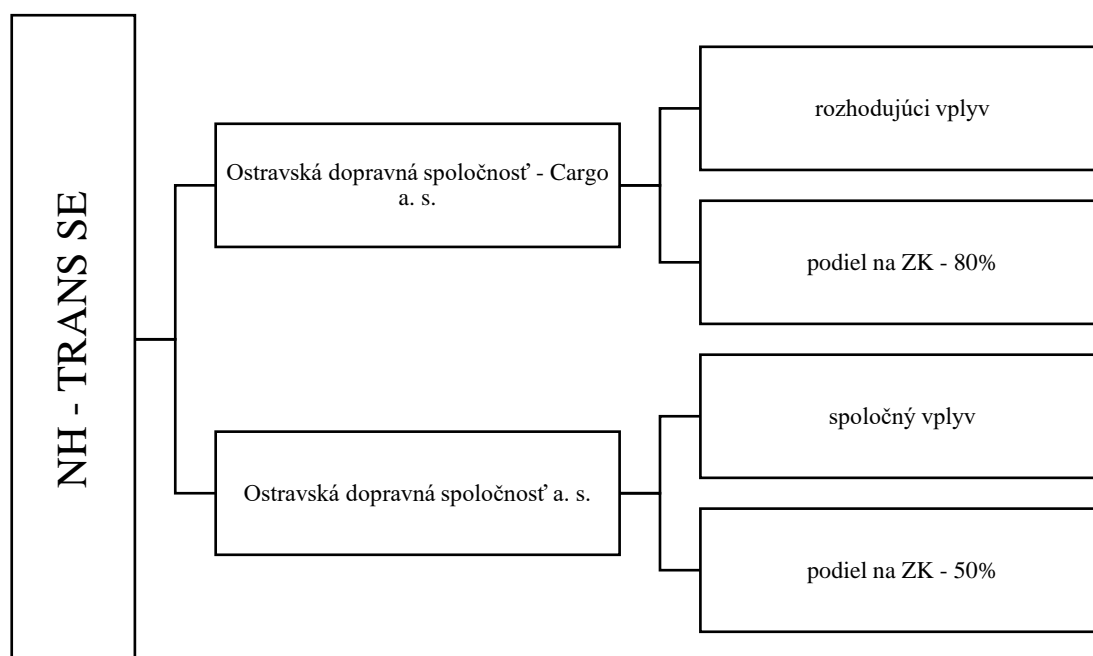 NH - TRANS SE
Ostravská dopravná spoločnosť - Cargo
a. s.
rozhodujúci vplyv
podiel na ZK - 80%
Ostravská dopravná spoločnosť a. s.
spoločný vplyv
podiel na ZK - 50%